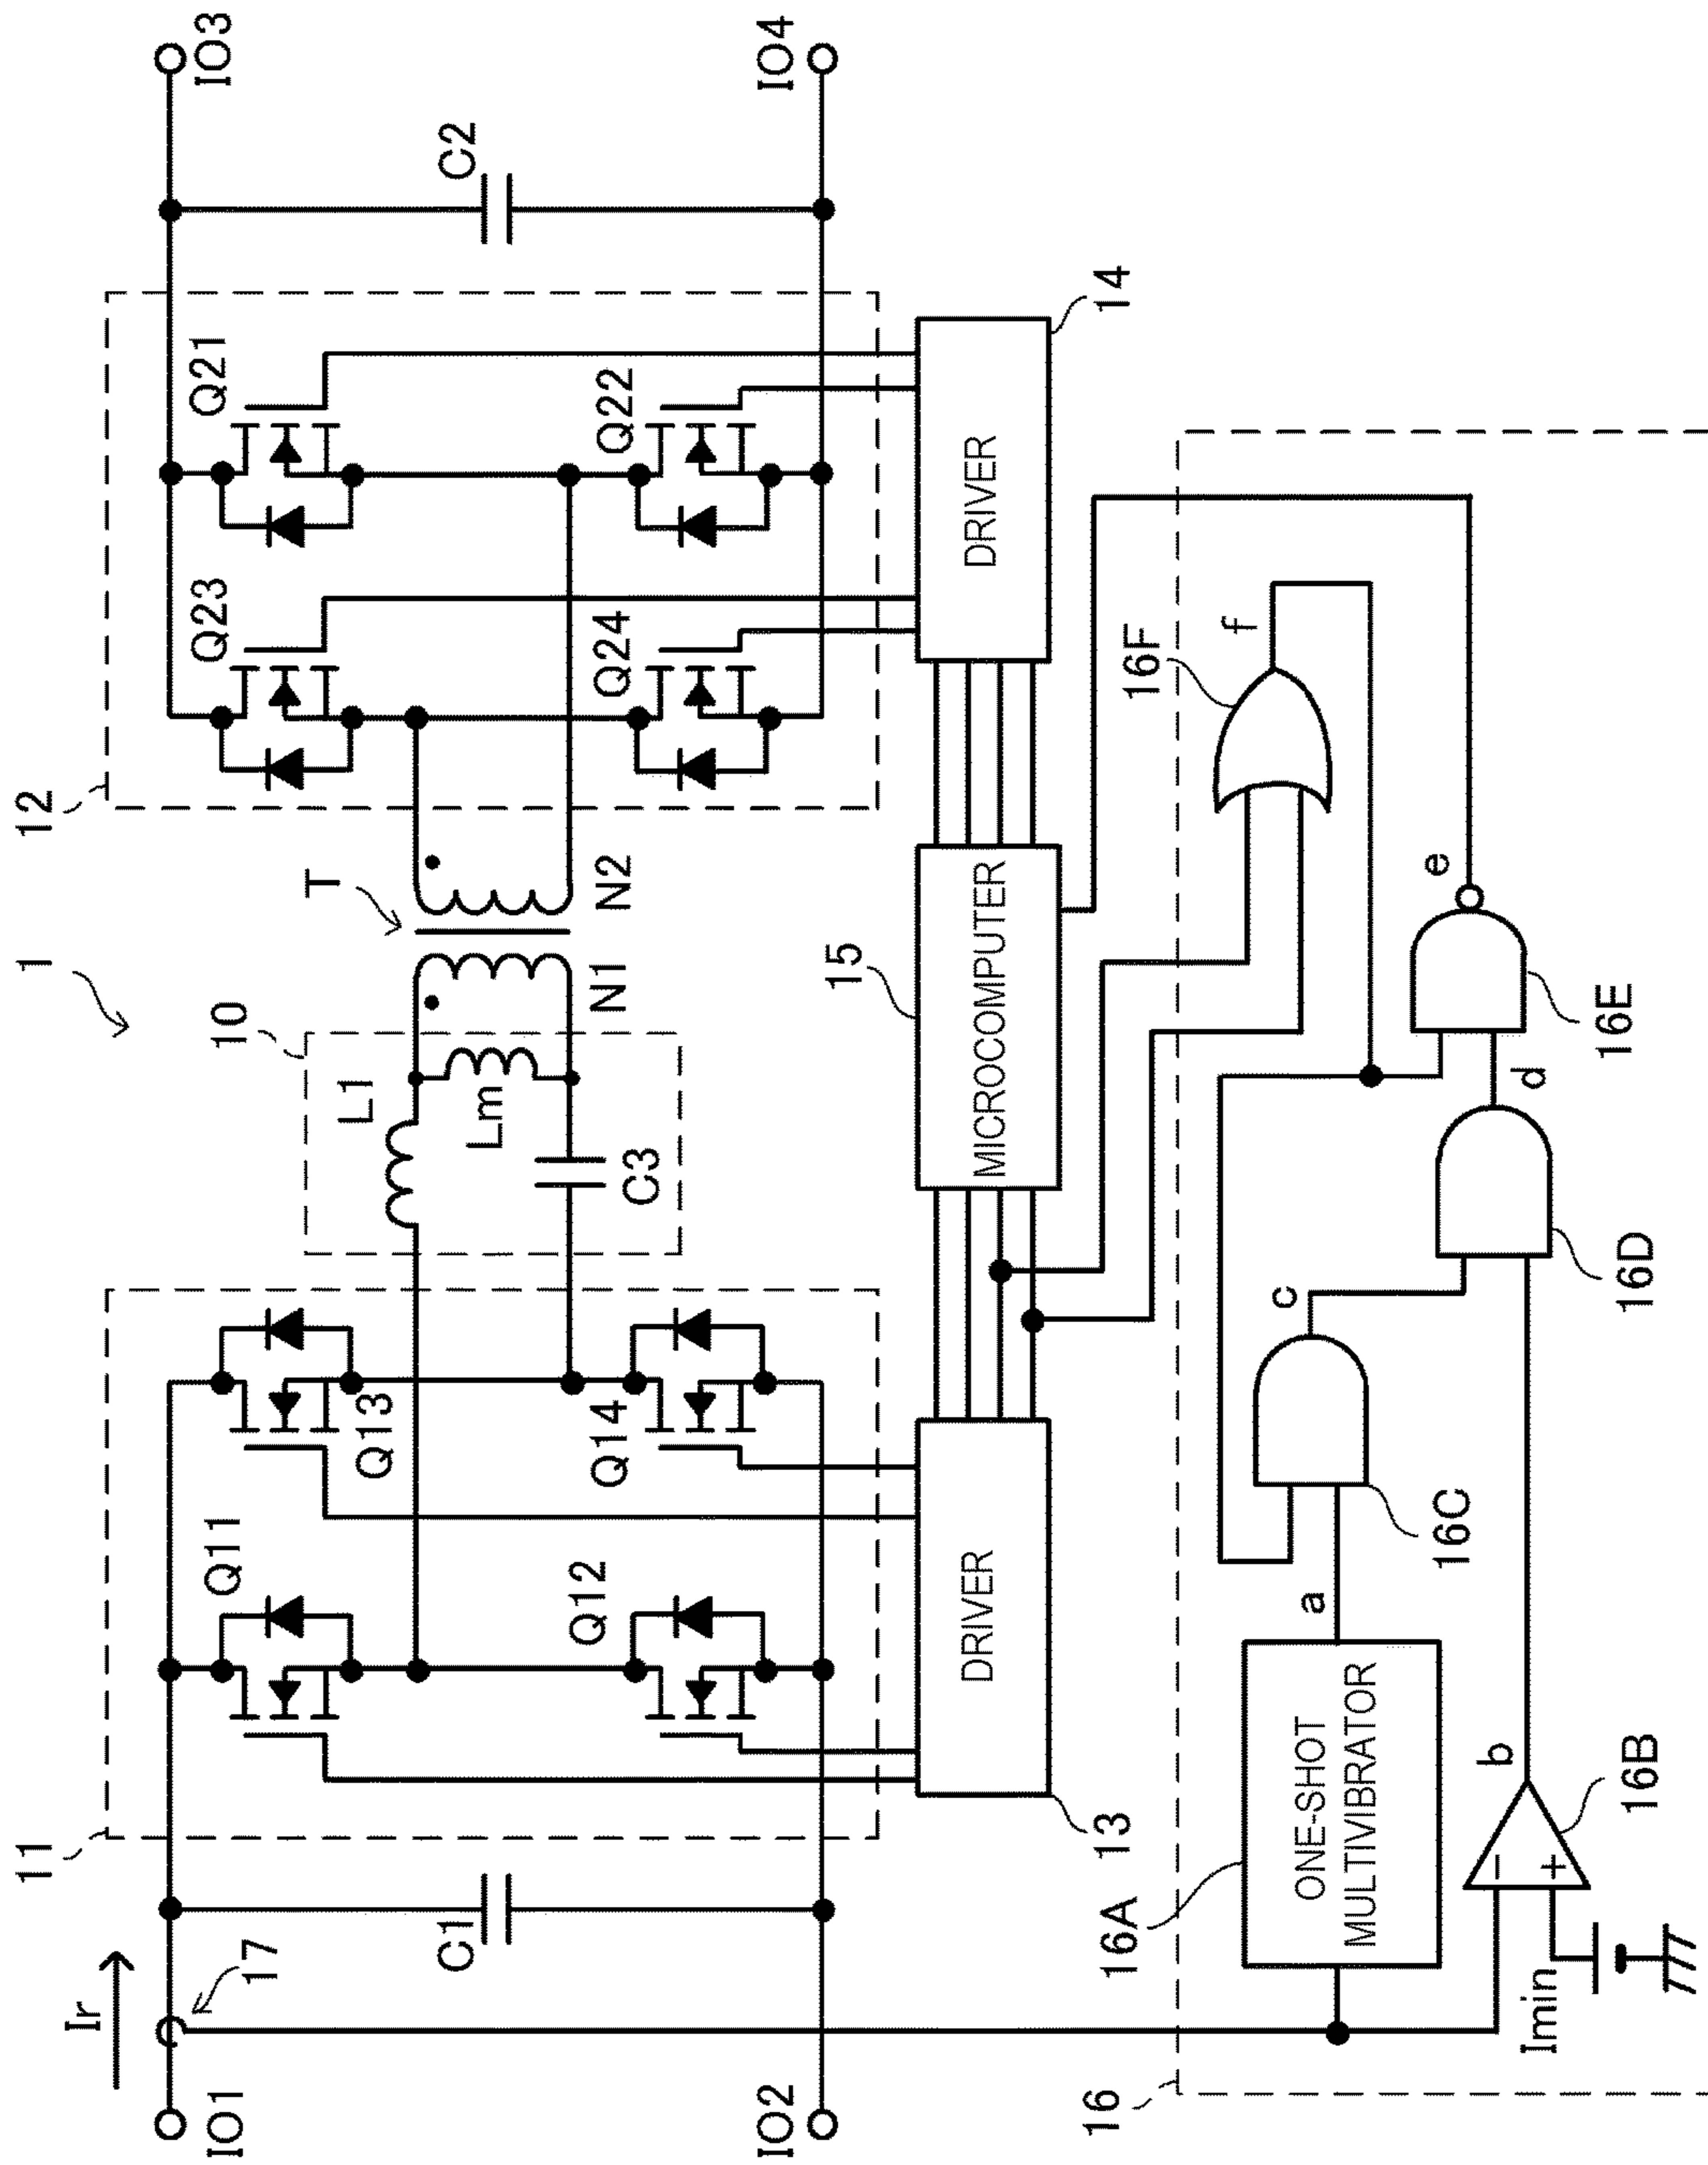 1
Ir
IO1
17
C1
IO2
11
Q11
Q12
Q13
Q14
10
L1
Lm
C3
T
N1
N2
12
Q23
Q21
Q24
Q22
C2
IO3
IO4
13
DRIVER
15
MICROCOMPUTER
DRIVER
14
16
16A
ONE-SHOT
MULTIVIBRATOR
a
Imin
−
+
b
16B
16C
c
16D
d
16E
e
16F
f